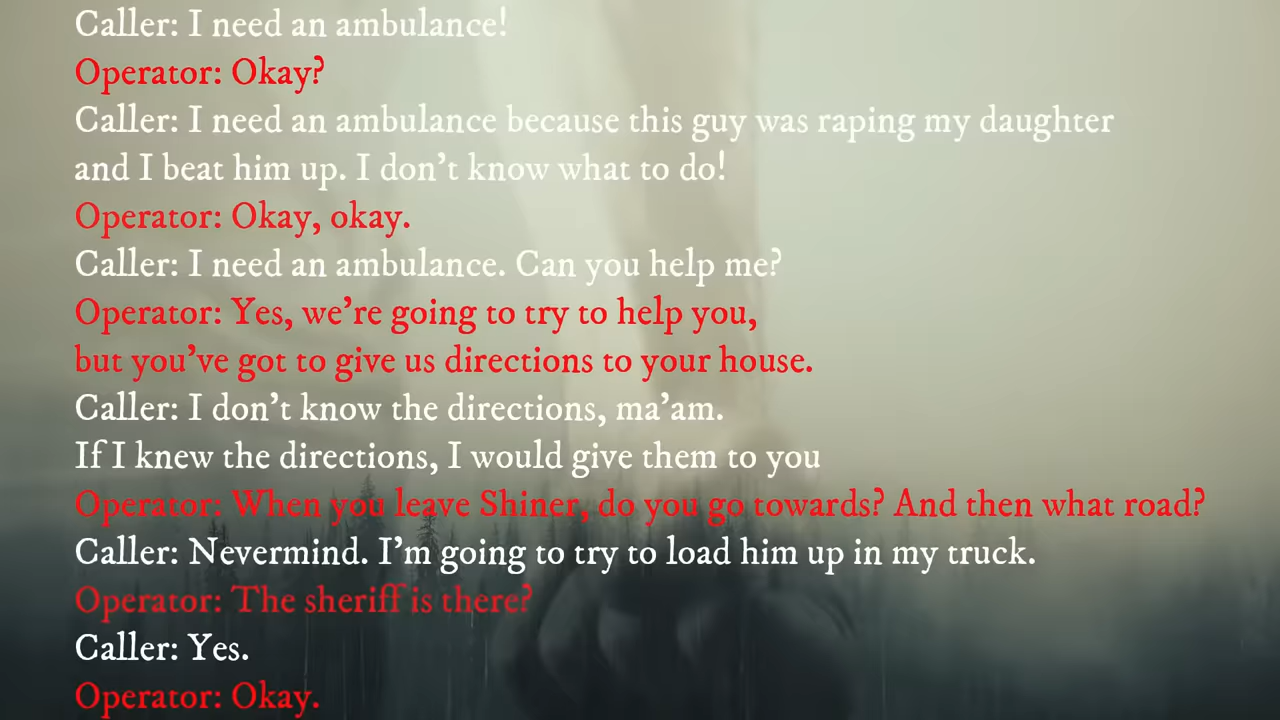 Caller: I need an ambulance!
Operator: Okay?
Caller: I need an ambulance because this guy was raping my daughter
and I beat him up. I don’t know what to do!
Operator: Okay, okay.
Caller: I need an ambulance. Can you help me?
Operator: Yes, we’re going to try to help you,
but you’ve got to give us directions to your house.
Caller: I don’t know the directions, ma’am.
If I knew the directions, I would give them to you
Operator: When you leave Shiner, do you go towards? And then what road?
Caller: Nevermind. I’m going to try to load him up in my truck.
Operator: The sheriff is there?
Caller: Yes.
Operator: Okay.